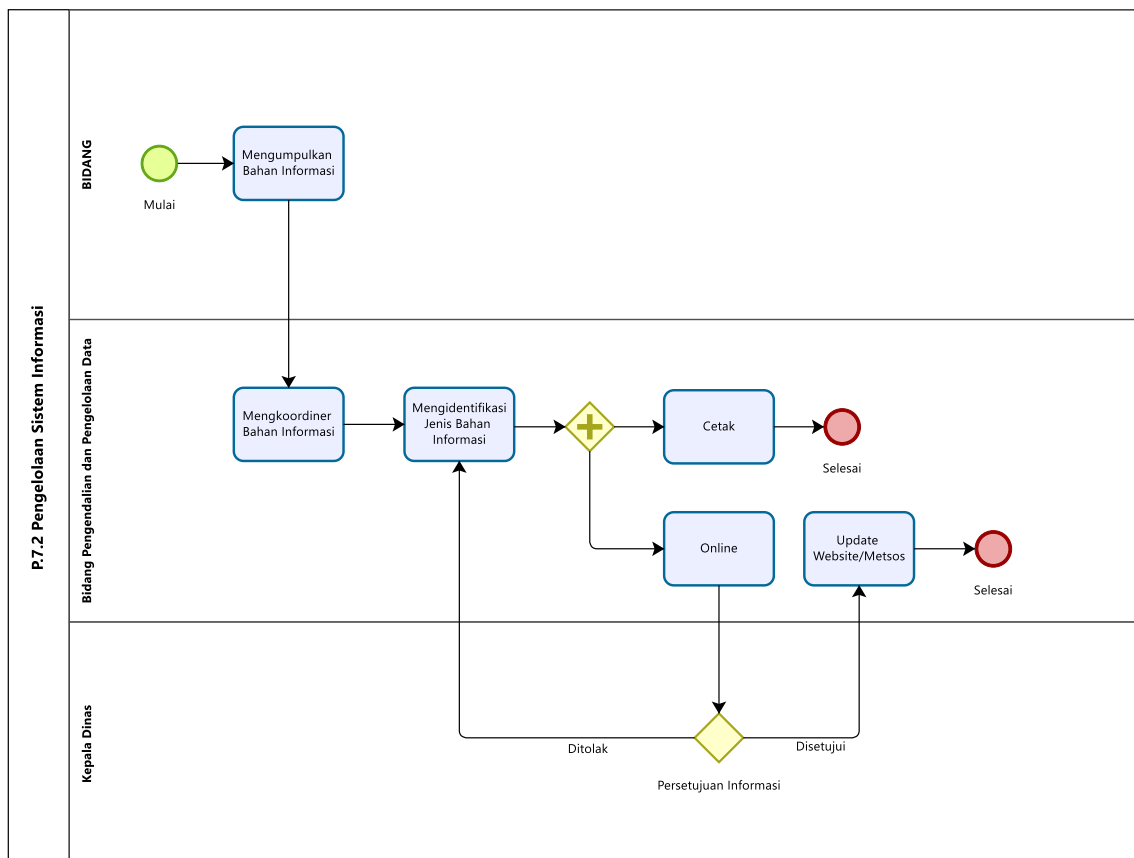 P.7.2 Pengelolaan Sistem Informasi
BIDANG
Mulai
Mengumpulkan
Bahan Informasi
Bidang Pengendalian dan Pengelolaan Data
Mengkoordiner
Bahan Informasi
Mengidentifikasi
Jenis Bahan
Informasi
Cetak
Selesai
Online
Update
Website/Metsos
Selesai
Kepala Dinas
Ditolak
Disetujui
Persetujuan Informasi